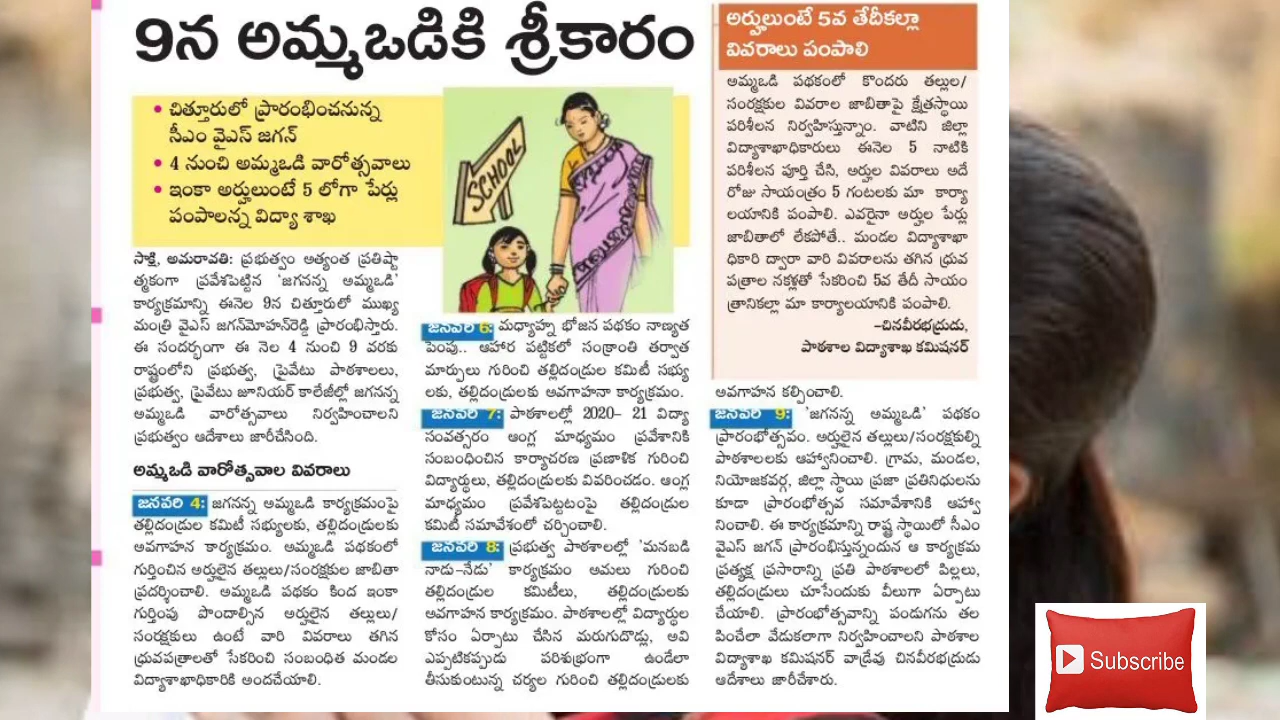 9న అమ్మఒడికి శ్రీకారం
• చిత్తూరులో ప్రారంభించనున్న
సీఎం వైఎస్ జగన్
• 4 నుంచి అమ్మఒడి వారోత్సవాలు
• ఇంకా అర్హులుంటే 5 లోగా పేర్లు
పంపాలన్న విద్యా శాఖ
SCHOOL
సాక్షి, అమరావతి: ప్రభుత్వం అత్యంత ప్రతిష్ఠా
త్మకంగా ప్రవేశపెట్టిన 'జగనన్న అమ్మఒడి'
కార్యక్రమాన్ని ఈనెల 9న చిత్తూరులో ముఖ్య
మంత్రి వైఎస్ జగన్‌మోహన్‌రెడ్డి ప్రారంభిస్తారు.
ఈ సందర్భంగా ఈ నెల 4 నుంచి 9 వరకు
రాష్ట్రంలోని ప్రభుత్వ, ప్రైవేటు పాఠశాలలు,
ప్రభుత్వ, ప్రైవేటు జూనియర్ కాలేజీల్లో జగనన్న
అమ్మఒడి వారోత్సవాలు నిర్వహించాలని
ప్రభుత్వం ఆదేశాలు జారీచేసింది.
అమ్మఒడి వారోత్సవాల వివరాలు
జనవరి 4: జగనన్న అమ్మఒడి కార్యక్రమంపై
తల్లిదండ్రుల కమిటీ సభ్యులకు, తల్లిదండ్రులకు
అవగాహన కార్యక్రమం. అమ్మఒడి పథకంలో
గుర్తించిన అర్హులైన తల్లులు/సంరక్షకుల జాబితా
ప్రదర్శించాలి. అమ్మఒడి పథకం కింద ఇంకా
గుర్తింపు పొందాల్సిన అర్హులైన తల్లులు/
సంరక్షకులు ఉంటే వారి వివరాలు తగిన
ధ్రువపత్రాలతో సేకరించి సంబంధిత మండల
విద్యాశాఖాధికారికి అందచేయాలి.
జనవరి 6: మధ్యాహ్న భోజన పథకం నాణ్యత
పెంపు.. ఆహార పట్టికలో సంక్రాంతి తర్వాత
మార్పులు గురించి తల్లిదండ్రుల కమిటీ సభ్యు
లకు, తల్లిదండ్రులకు అవగాహనా కార్యక్రమం.
జనవరి 7: పాఠశాలల్లో 2020– 21 విద్యా
సంవత్సరం ఆంగ్ల మాధ్యమం ప్రవేశానికి
సంబంధించిన కార్యాచరణ ప్రణాళిక గురించి
విద్యార్థులు, తల్లిదండ్రులకు వివరించడం. ఆంగ్ల
మాధ్యమం ప్రవేశపెట్టటంపై తల్లిదండ్రుల
కమిటీ సమావేశంలో చర్చించాలి.
జనవరి 8: ప్రభుత్వ పాఠశాలల్లో 'మనబడి
నాడు–నేడు' కార్యక్రమం అమలు గురించి
తల్లిదండ్రుల కమిటీలు, తల్లిదండ్రులకు
అవగాహన కార్యక్రమం. పాఠశాలల్లో విద్యార్థుల
కోసం ఏర్పాటు చేసిన మరుగుదొడ్లు, అవి
ఎప్పటికప్పుడు పరిశుభ్రంగా ఉండేలా
తీసుకుంటున్న చర్యల గురించి తల్లిదండ్రులకు
అర్హులుంటే 5వ తేదీకల్లా
వివరాలు పంపాలి
అమ్మఒడి పథకంలో కొందరు తల్లుల/
సంరక్షకుల వివరాల జాబితాపై క్షేత్రస్థాయి
పరిశీలన నిర్వహిస్తున్నాం. వాటిని జిల్లా
విద్యాశాఖాధికారులు ఈనెల 5 నాటికి
పరిశీలన పూర్తి చేసి, అర్హుల వివరాలు అదే
రోజు సాయంత్రం 5 గంటలకు మా కార్యా
లయానికి పంపాలి. ఎవరైనా అర్హుల పేర్లు
జాబితాలో లేకపోతే.. మండల విద్యాశాఖా
ధికారి ద్వారా వారి వివరాలను తగిన ధ్రువ
పత్రాల నకళ్లతో సేకరించి 5వ తేదీ సాయం
త్రానికల్లా మా కార్యాలయానికి పంపాలి.
–చినవీరభద్రుడు,
పాఠశాల విద్యాశాఖ కమిషనర్
అవగాహన కల్పించాలి.
జనవరి 9: 'జగనన్న అమ్మఒడి' పథకం
ప్రారంభోత్సవం. అర్హులైన తల్లులు/సంరక్షకుల్ని
పాఠశాలలకు ఆహ్వానించాలి. గ్రామ, మండల,
నియోజకవర్గ, జిల్లా స్థాయి ప్రజా ప్రతినిధులను
కూడా ప్రారంభోత్సవ సమావేశానికి ఆహ్వా
నించాలి. ఈ కార్యక్రమాన్ని రాష్ట్ర స్థాయిలో సీఎం
వైఎస్ జగన్ ప్రారంభిస్తున్నందున ఆ కార్యక్రమ
ప్రత్యక్ష ప్రసారాన్ని ప్రతి పాఠశాలలో పిల్లలు,
తల్లిదండ్రులు చూసేందుకు వీలుగా ఏర్పాటు
చేయాలి. ప్రారంభోత్సవాన్ని పండుగను తల
పించేలా వేడుకలాగా నిర్వహించాలని పాఠశాల
విద్యాశాఖ కమిషనర్ వాడ్రేవు చినవీరభద్రుడు
ఆదేశాలు జారీచేశారు.
Subscribe